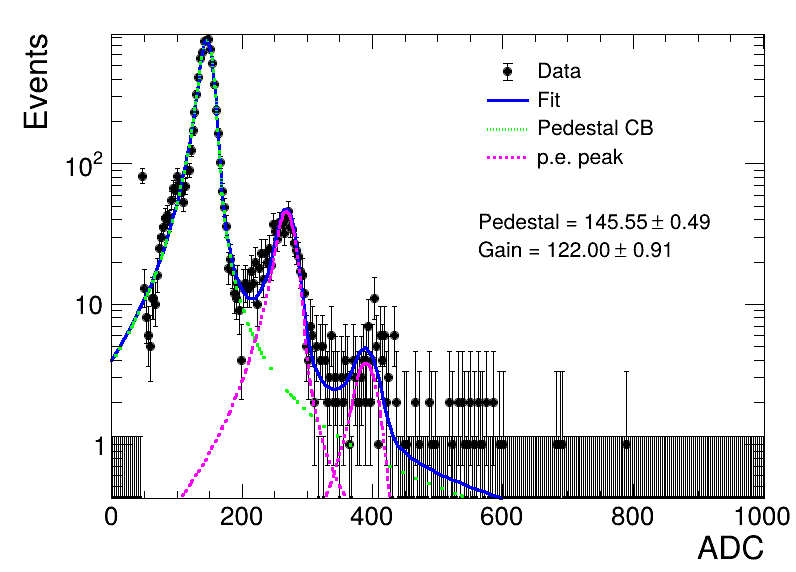 Events
Data
Fit
Pedestal CB
p.e. peak
Pedestal = 145.55 ± 0.49
Gain = 122.00 ± 0.91
10²
10
1
0 200 400 600 800 1000
ADC